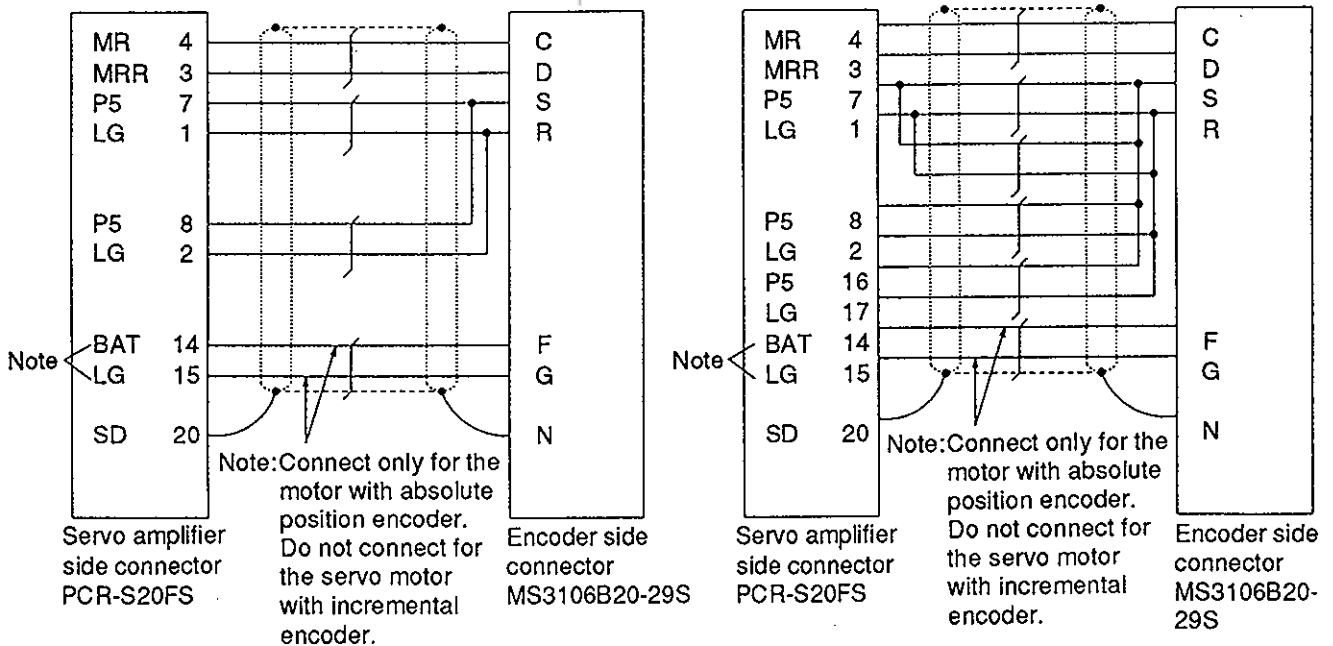 MR 4 C
MRR 3 D
P5 7 S
LG 1 R
P5 8
LG 2
Note BAT 14 F
LG 15 G
SD 20 N
Note:Connect only for the
motor with absolute
position encoder.
Do not connect for
the servo motor
with incremental
encoder.
Servo amplifier
side connector
PCR-S20FS
Encoder side
connector
MS3106B20-29S
MR 4 C
MRR 3 D
P5 7 S
LG 1 R
P5 8
LG 2
P5 16
LG 17
Note BAT 14 F
LG 15 G
SD 20 N
Note:Connect only for the
motor with absolute
position encoder.
Do not connect for
the servo motor
with incremental
encoder.
Servo amplifier
side connector
PCR-S20FS
Encoder side
connector
MS3106B20-
29S